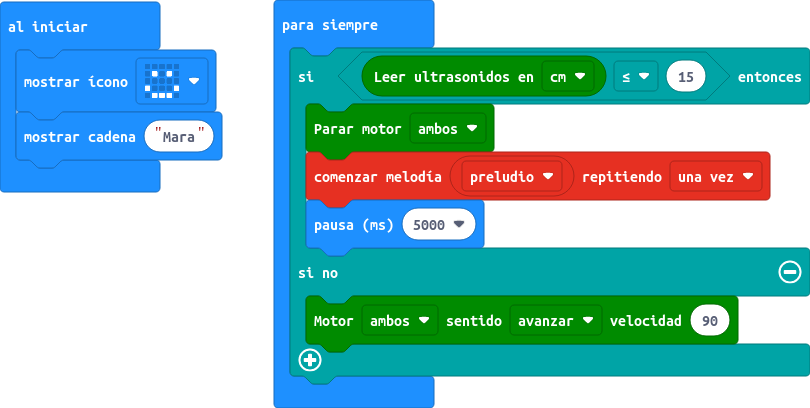 al iniciar
mostrar ícono
mostrar cadena "Mara"
para siempre
si Leer ultrasonidos en cm ≤ 15 entonces
Parar motor ambos
comenzar melodía preludio repitiendo una vez
pausa (ms) 5000
si no
Motor ambos sentido avanzar velocidad 90